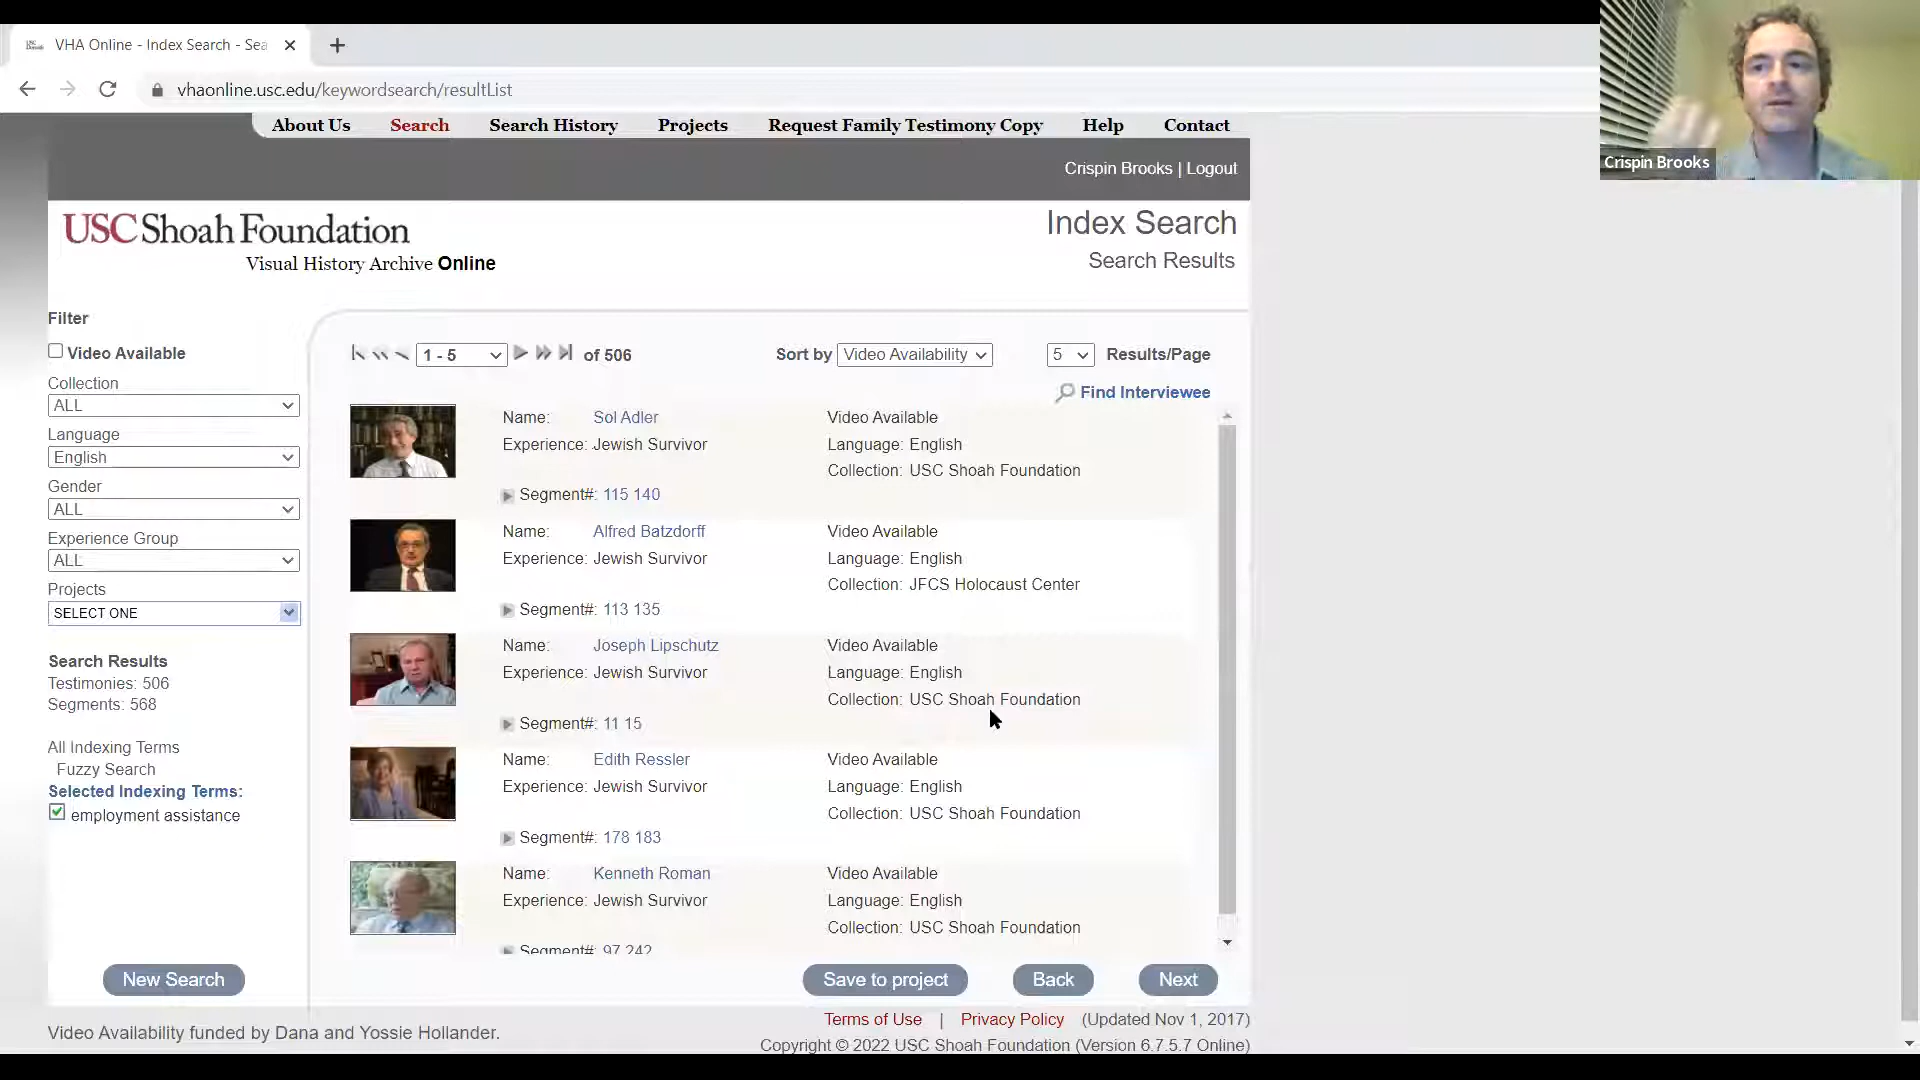 VHA Online - Index Search - Sea
vhaonline.usc.edu/keywordsearch/resultList
About Us Search Search History Projects Request Family Testimony Copy Help Contact
Crispin Brooks | Logout
Crispin Brooks
USC Shoah Foundation
Visual History Archive Online
Index Search
Search Results
Filter
Video Available
Collection
ALL
Language
English
Gender
ALL
Experience Group
ALL
Projects
SELECT ONE
Search Results
Testimonies: 506
Segments: 568
All Indexing Terms
Fuzzy Search
Selected Indexing Terms:
employment assistance
New Search
1 - 5 of 506 Sort by Video Availability 5 Results/Page
Find Interviewee
Name: Sol Adler Video Available
Experience: Jewish Survivor Language: English
Collection: USC Shoah Foundation
Segment#: 115 140
Name: Alfred Batzdorff Video Available
Experience: Jewish Survivor Language: English
Collection: JFCS Holocaust Center
Segment#: 113 135
Name: Joseph Lipschutz Video Available
Experience: Jewish Survivor Language: English
Collection: USC Shoah Foundation
Segment#: 11 15
Name: Edith Ressler Video Available
Experience: Jewish Survivor Language: English
Collection: USC Shoah Foundation
Segment#: 178 183
Name: Kenneth Roman Video Available
Experience: Jewish Survivor Language: English
Collection: USC Shoah Foundation
Segment#: 97 242
Save to project Back Next
Video Availability funded by Dana and Yossie Hollander.
Terms of Use | Privacy Policy (Updated Nov 1, 2017)
Copyright © 2022 USC Shoah Foundation (Version 6.7.5.7 Online)